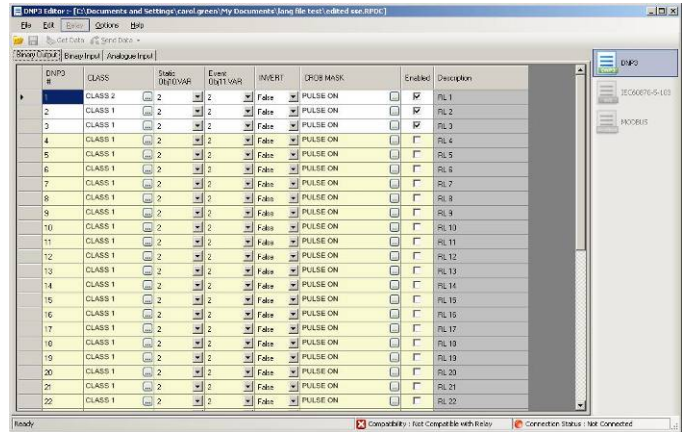 DNP3 Editor :- [C:\Documents and Settings\carol.green\My Documents\lang file test\edited sse.RPDC]
File Edit Relay Options Help
Get Data Send Data
Binary Output Binary Input Analogue Input
DNP3 # CLASS Static Obj10:VAR Event Obj11:VAR INVERT CROB MASK Enabled Description
1 CLASS 2 2 2 False PULSE ON RL 1
2 CLASS 1 2 2 False PULSE ON RL 2
3 CLASS 1 2 2 False PULSE ON RL 3
4 CLASS 1 2 2 False PULSE ON RL 4
5 CLASS 1 2 2 False PULSE ON RL 5
6 CLASS 1 2 2 False PULSE ON RL 6
7 CLASS 1 2 2 False PULSE ON RL 7
8 CLASS 1 2 2 False PULSE ON RL 8
9 CLASS 1 2 2 False PULSE ON RL 9
10 CLASS 1 2 2 False PULSE ON RL 10
11 CLASS 1 2 2 False PULSE ON RL 11
12 CLASS 1 2 2 False PULSE ON RL 12
13 CLASS 1 2 2 False PULSE ON RL 13
14 CLASS 1 2 2 False PULSE ON RL 14
15 CLASS 1 2 2 False PULSE ON RL 15
16 CLASS 1 2 2 False PULSE ON RL 16
17 CLASS 1 2 2 False PULSE ON RL 17
18 CLASS 1 2 2 False PULSE ON RL 18
19 CLASS 1 2 2 False PULSE ON RL 19
20 CLASS 1 2 2 False PULSE ON RL 20
21 CLASS 1 2 2 False PULSE ON RL 21
22 CLASS 1 2 2 False PULSE ON RL 22
DNP3
IEC60870-5-103
MODBUS
Ready Compatibility : Not Compatible with Relay Connection Status : Not Connected